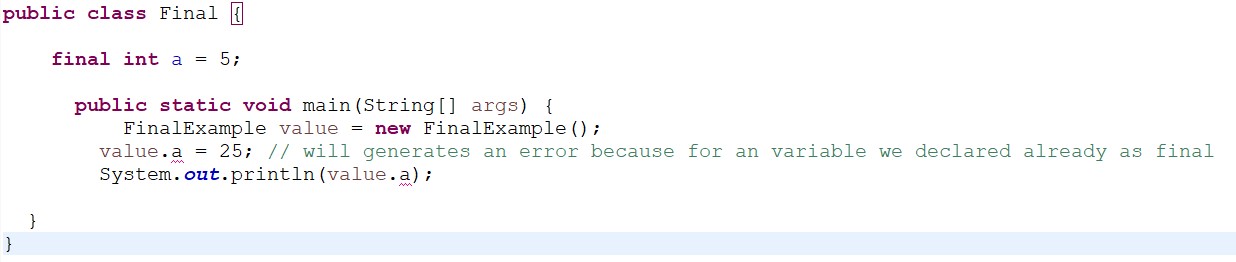 public class Final {
final int a = 5;
public static void main(String[] args) {
FinalExample value = new FinalExample();
value.a = 25; // will generates an error because for an variable we declared already as final
System.out.println(value.a);
}
}